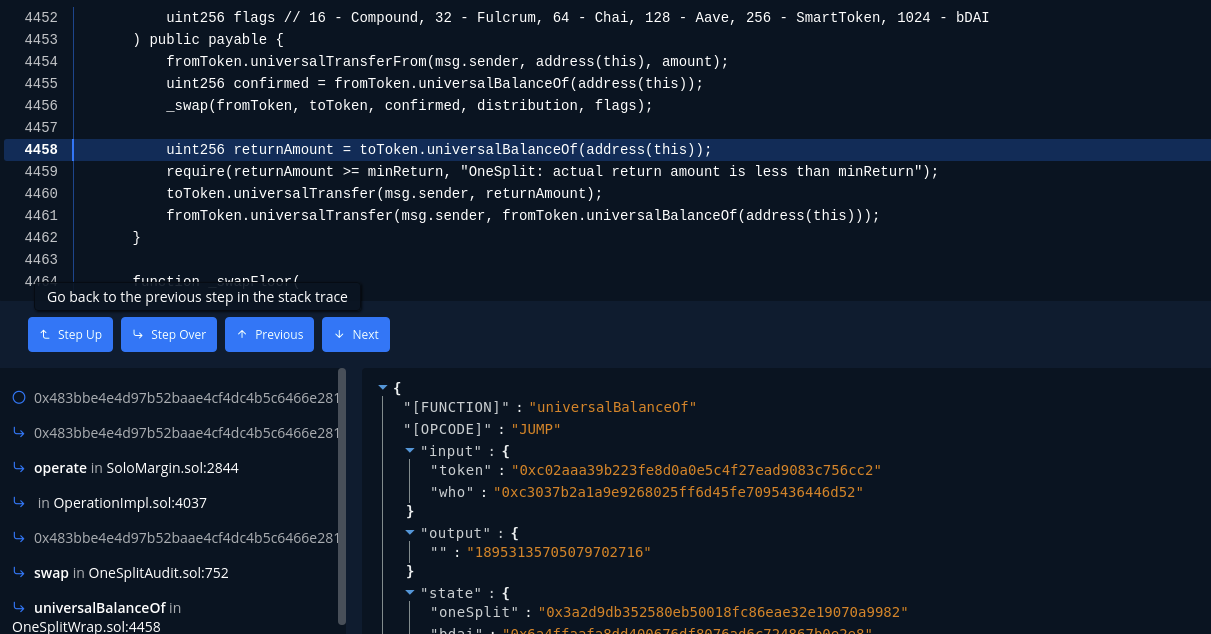 4452 uint256 flags // 16 - Compound, 32 - Fulcrum, 64 - Chai, 128 - Aave, 256 - SmartToken, 1024 - bDAI
4453 ) public payable {
4454 fromToken.universalTransferFrom(msg.sender, address(this), amount);
4455 uint256 confirmed = fromToken.universalBalanceOf(address(this));
4456 _swap(fromToken, toToken, confirmed, distribution, flags);
4457
4458 uint256 returnAmount = toToken.universalBalanceOf(address(this));
4459 require(returnAmount >= minReturn, "OneSplit: actual return amount is less than minReturn");
4460 toToken.universalTransfer(msg.sender, returnAmount);
4461 fromToken.universalTransfer(msg.sender, fromToken.universalBalanceOf(address(this)));
4462 }
4463
4464 function _swapFloor(
Go back to the previous step in the stack trace
Step Up
Step Over
Previous
Next
0x483bbe4e4d97b52baae4cf4dc4b5c6466e281
0x483bbe4e4d97b52baae4cf4dc4b5c6466e281
operate in SoloMargin.sol:2844
in OperationImpl.sol:4037
0x483bbe4e4d97b52baae4cf4dc4b5c6466e281
swap in OneSplitAudit.sol:752
universalBalanceOf in
OneSplitWrap.sol:4458
{
"[FUNCTION]" : "universalBalanceOf"
"[OPCODE]" : "JUMP"
"input" : {
"token" : "0xc02aaa39b223fe8d0a0e5c4f27ead9083c756cc2"
"who" : "0xc3037b2a1a9e9268025ff6d45fe7095436446d52"
}
"output" : {
"" : "18953135705079702716"
}
"state" : {
"oneSplit" : "0x3a2d9db352580eb50018fc86eae32e19070a9982"
"bdai" : "0x6a4ffaafa8dd400676df8076ad6c724867b0e2e8"